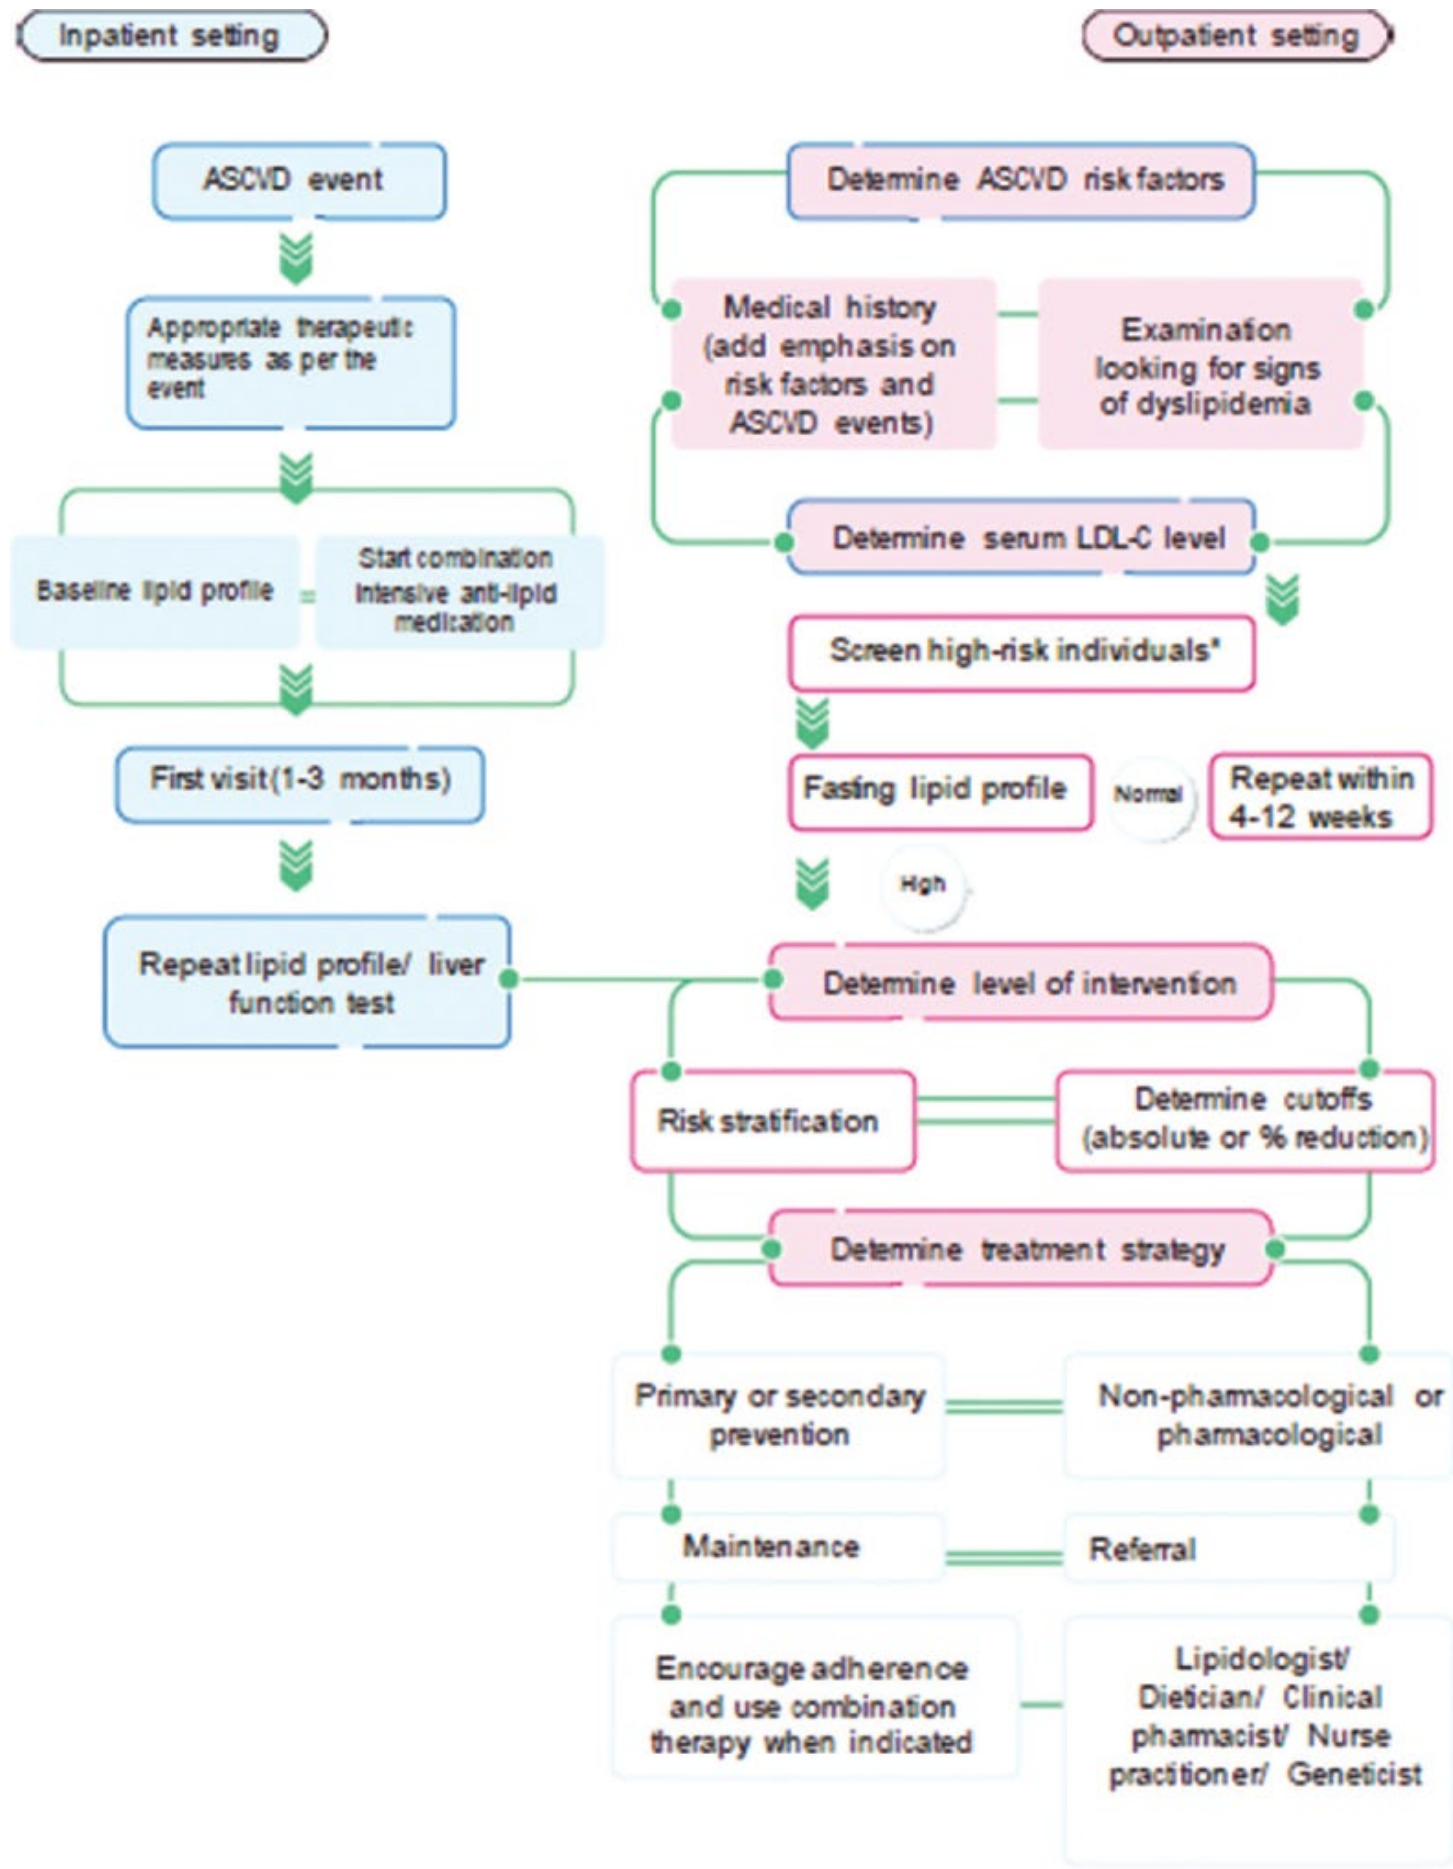 Inpatient setting
Outpatient setting
ASCVD event
Appropriate therapeutic
measures as per the
event
Baseline lipid profile
Start combination
Intensive anti-lipid
medication
First visit (1-3 months)
Repeat lipid profile/ liver
function test
Determine ASCVD risk factors
Medical history
(add emphasis on
risk factors and
ASCVD events)
Examination
looking for signs
of dyslipidemia
Determine serum LDL-C level
Screen high-risk individuals*
Fasting lipid profile
Normal
Repeat within
4-12 weeks
High
Determine level of intervention
Risk stratification
Determine cutoffs
(absolute or % reduction)
Determine treatment strategy
Primary or secondary
prevention
Non-pharmacological or
pharmacological
Maintenance
Referral
Encourage adherence
and use combination
therapy when indicated
Lipidologist/
Dietician/ Clinical
pharmacist/ Nurse
practitioner/ Geneticist